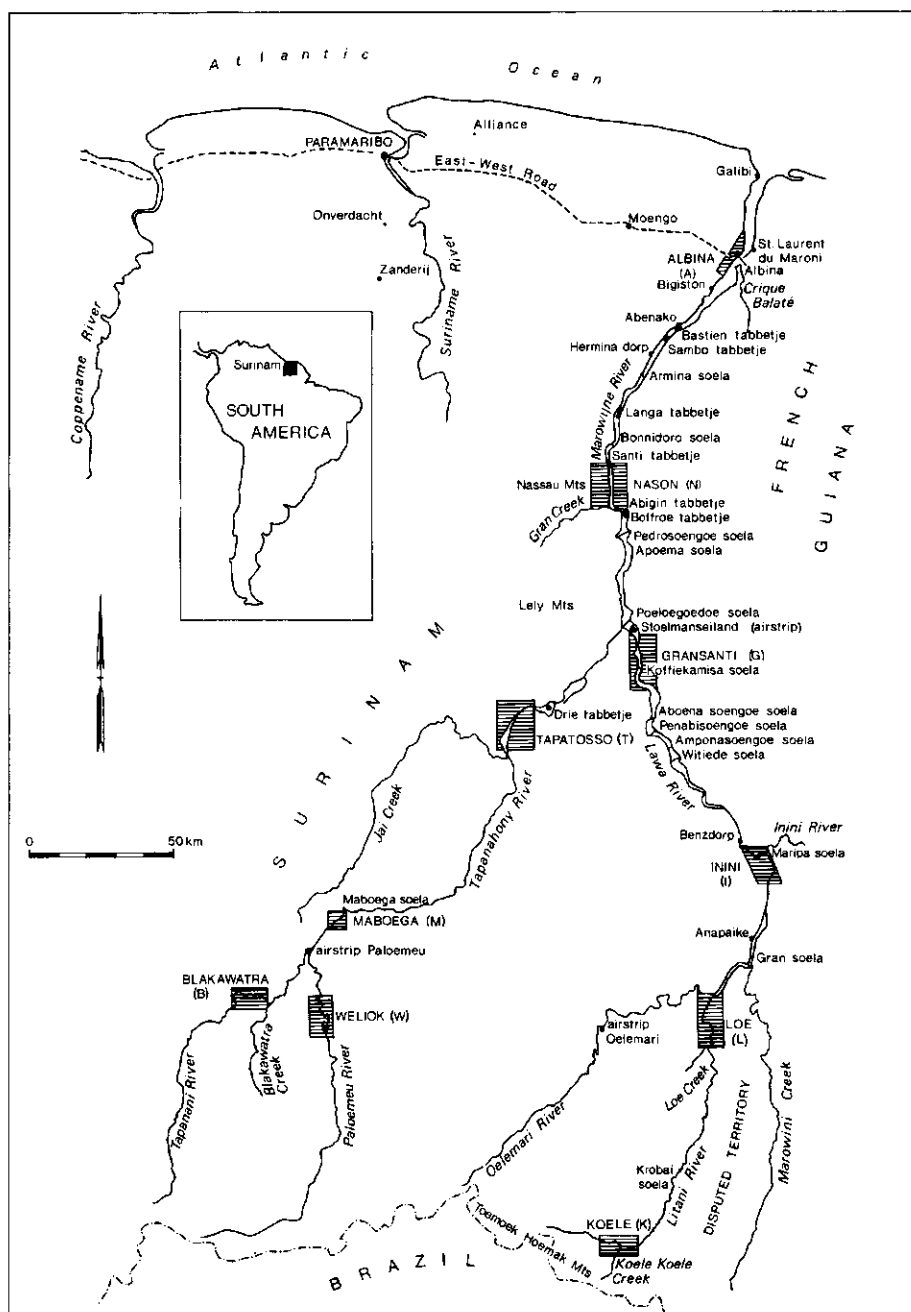 Atlantic Ocean
Alliance
PARAMARIBO
East-West Road
Galibi
Onverdacht
Moengo
St. Laurent
du Maroni
ALBINA
(A)
Albina
Zanderij
Bigiston
Crique
Balaté
Coppename River
Suriname River
Abenako
Bastien tabbetje
Sambo tabbetje
Hermina dorp
Armina soela
Marowijne River
Surinam
SOUTH
AMERICA
FRENCH
GUIANA
Langa tabbetje
Bonnidoro soela
Santi tabbetje
Nassau Mts
NASON (N)
Abigin tabbetje
Boffroe tabbetje
Gran Creek
Pedrosoengoe soela
Apoema soela
Lely Mts
Poeloegoedoe soela
Stoelmanseiland (airstrip)
GRANSANTI (G)
Koffiekamisa soela
SURINAM
Drie tabbetje
TAPATOSSO (T)
Aboena soengoe soela
Penabisoengoe soela
Amponasoengoe soela
Witiede soela
Lawa River
Jai Creek
Tapanahony River
0 50 km
Benzdorp
Inini River
Maripa soela
ININI
(I)
Maboega soela
MABOEGA (M)
airstrip Paloemeu
Anapaike
Gran soela
BLAKAWATRA
(B)
WELIOK (W)
airstrip
Oelemari
LOE
(L)
Blakawatra
Creek
Loe Creek
Tapanani River
Paloemeu River
Oelemari River
Litani River
DISPUTED TERRITORY
Marowini Creek
Krobai
soela
Toemoek Hoemak Mts
KOELE (K)
Koele Koele
Creek
BRAZIL